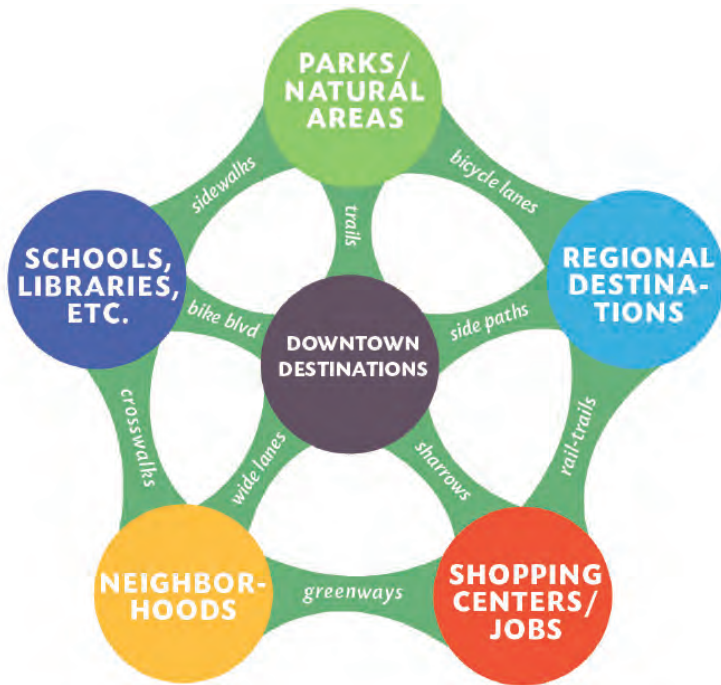 PARKS/
NATURAL
AREAS
sidewalks
bicycle lanes
trails
SCHOOLS,
LIBRARIES,
ETC.
REGIONAL
DESTINA-
TIONS
bike blvd
side paths
DOWNTOWN
DESTINATIONS
crosswalks
wide lanes
sharrows
rail-trails
NEIGHBOR-
HOODS
greenways
SHOPPING
CENTERS/
JOBS